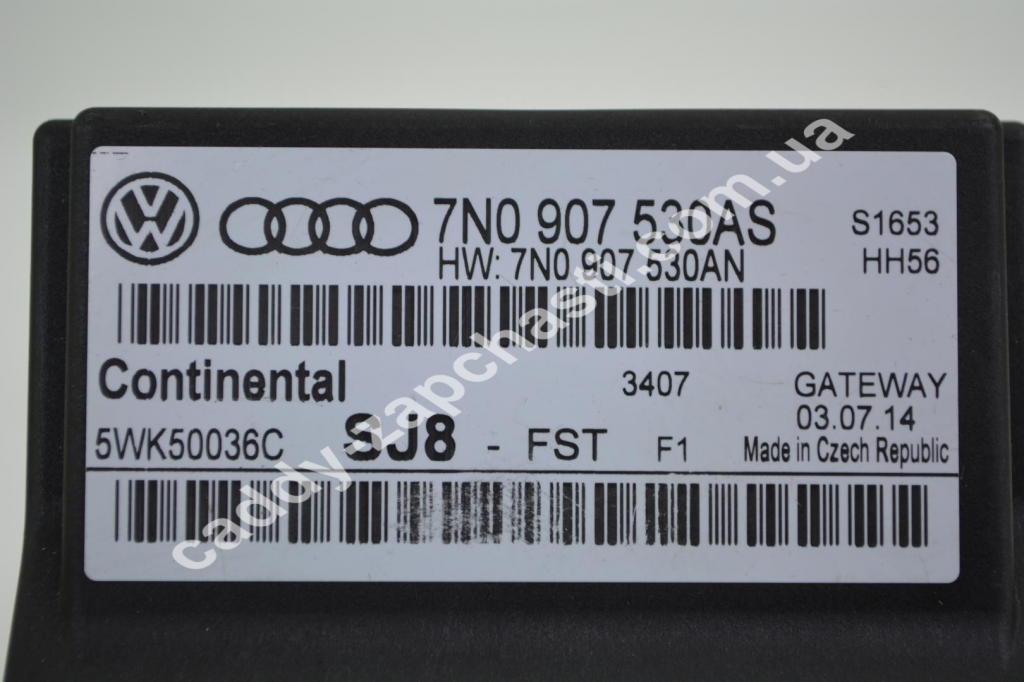 7N0 907 530AS S1653
HW: 7N0 907 530AN HH56
Continental 3407 GATEWAY
03.07.14
5WK50036C SJ8 - FST F1 Made in Czech Republic
caddy-zapchasti.com.ua